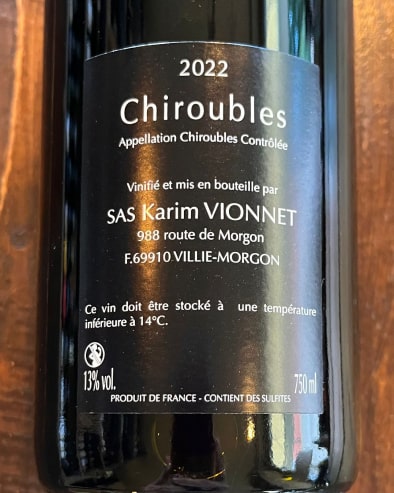 2022
Chiroubles
Appellation Chiroubles Contrôlée
Vinifié et mis en bouteille par
SAS Karim VIONNET
988 route de Morgon
F.69910 VILLIE-MORGON
Ce vin doit être stocké à une température
inférieure à 14°C.
13% vol. 750 ml
PRODUIT DE FRANCE - CONTIENT DES SULFITES